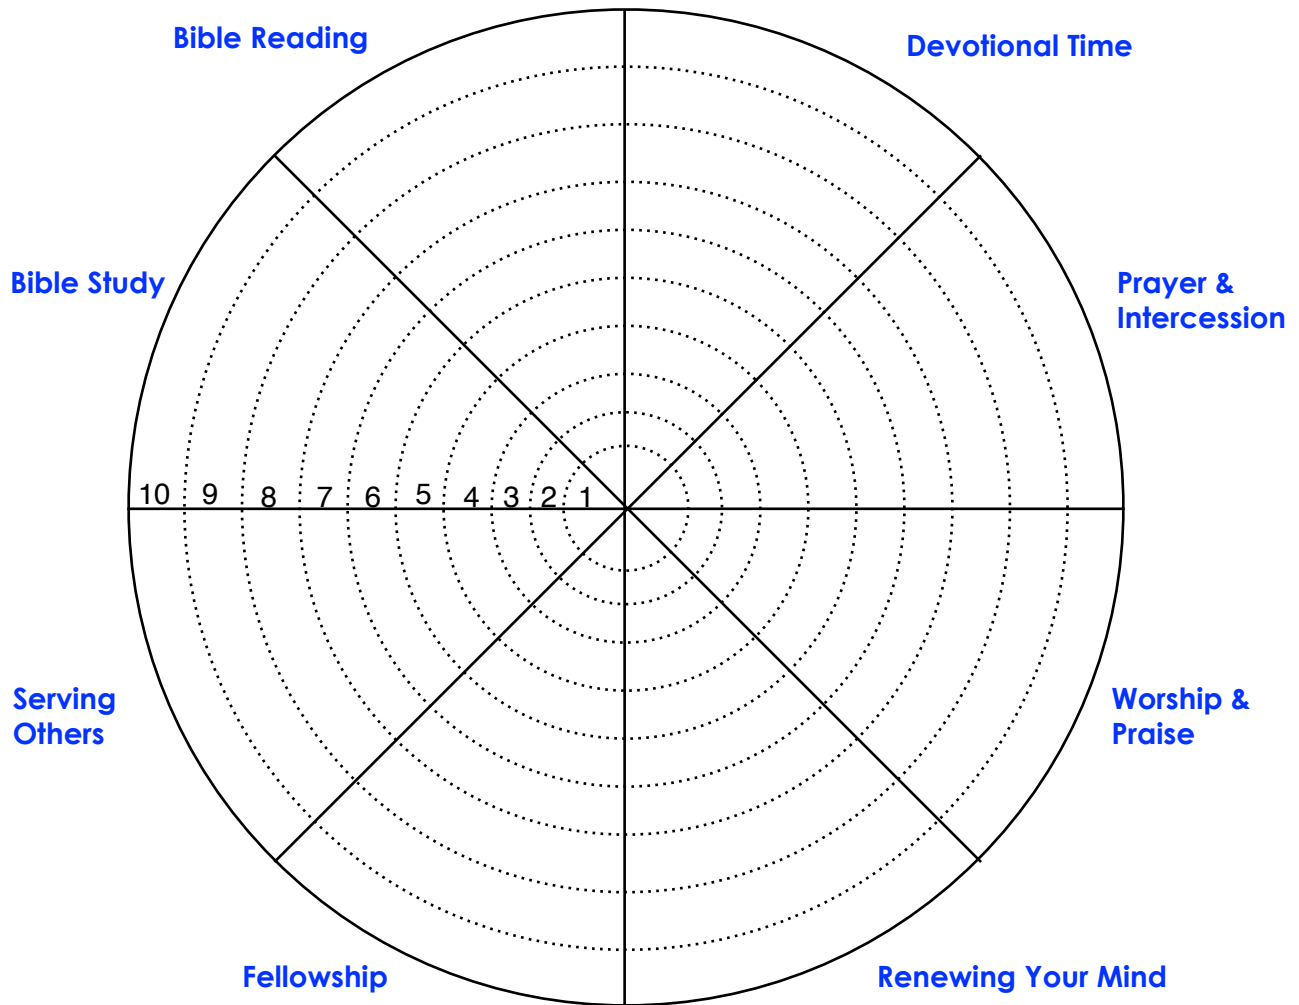 Bible Reading
Devotional Time
Bible Study
Prayer &
Intercession
10 9 8 7 6 5 4 3 2 1
Serving
Others
Worship &
Praise
Fellowship
Renewing Your Mind